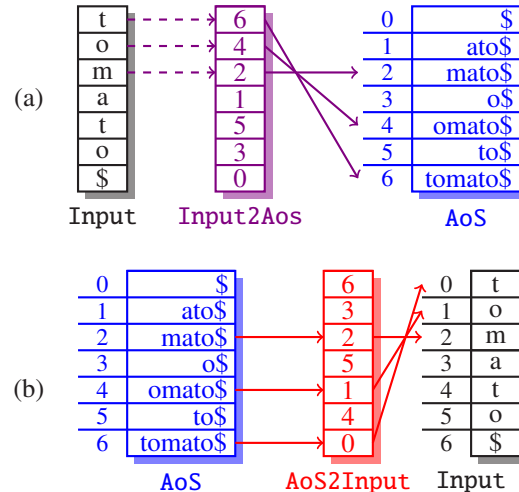 t 6 0 $
o 4 1 ato$
m 2 2 mato$
a 1 3 o$
(a)
t 5 4 omato$
o 3 5 to$
$ 0 6 tomato$
Input Input2Aos AoS
0 $ 6 0 t
1 ato$ 3 1 o
2 mato$ 2 2 m
3 o$ 5 3 a
(b)
4 omato$ 1 4 t
5 to$ 4 5 o
6 tomato$ 0 6 $
AoS AoS2Input Input